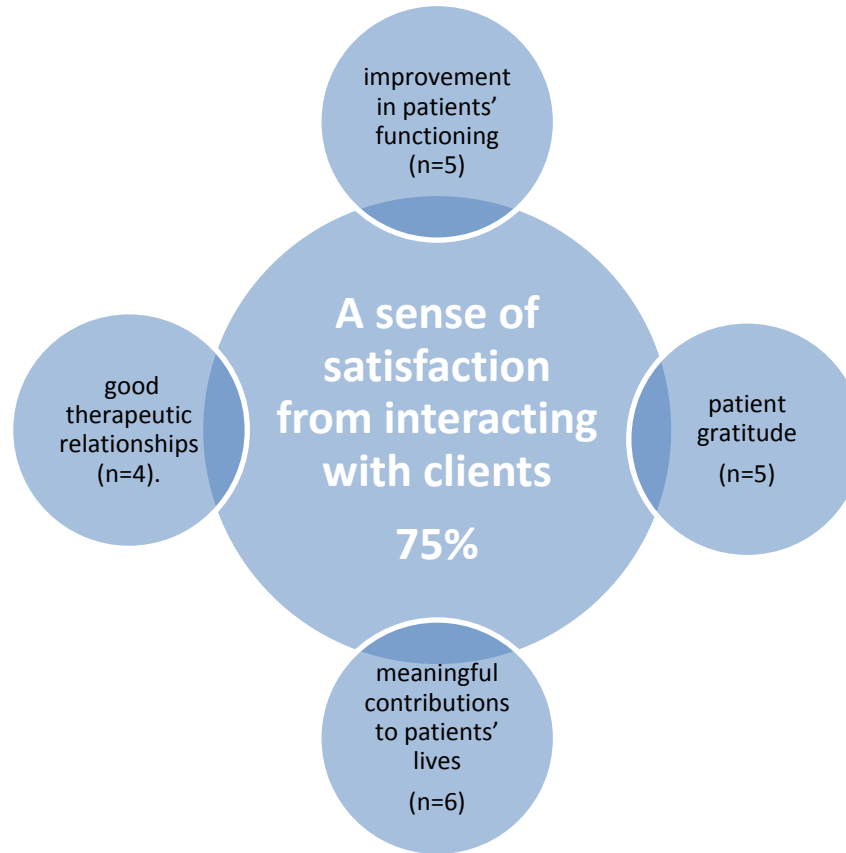 improvement
in patients’
functioning
(n=5)
A sense of
satisfaction
from interacting
with clients
75%
good
therapeutic
relationships
(n=4).
patient
gratitude
(n=5)
meaningful
contributions
to patients’
lives
(n=6)